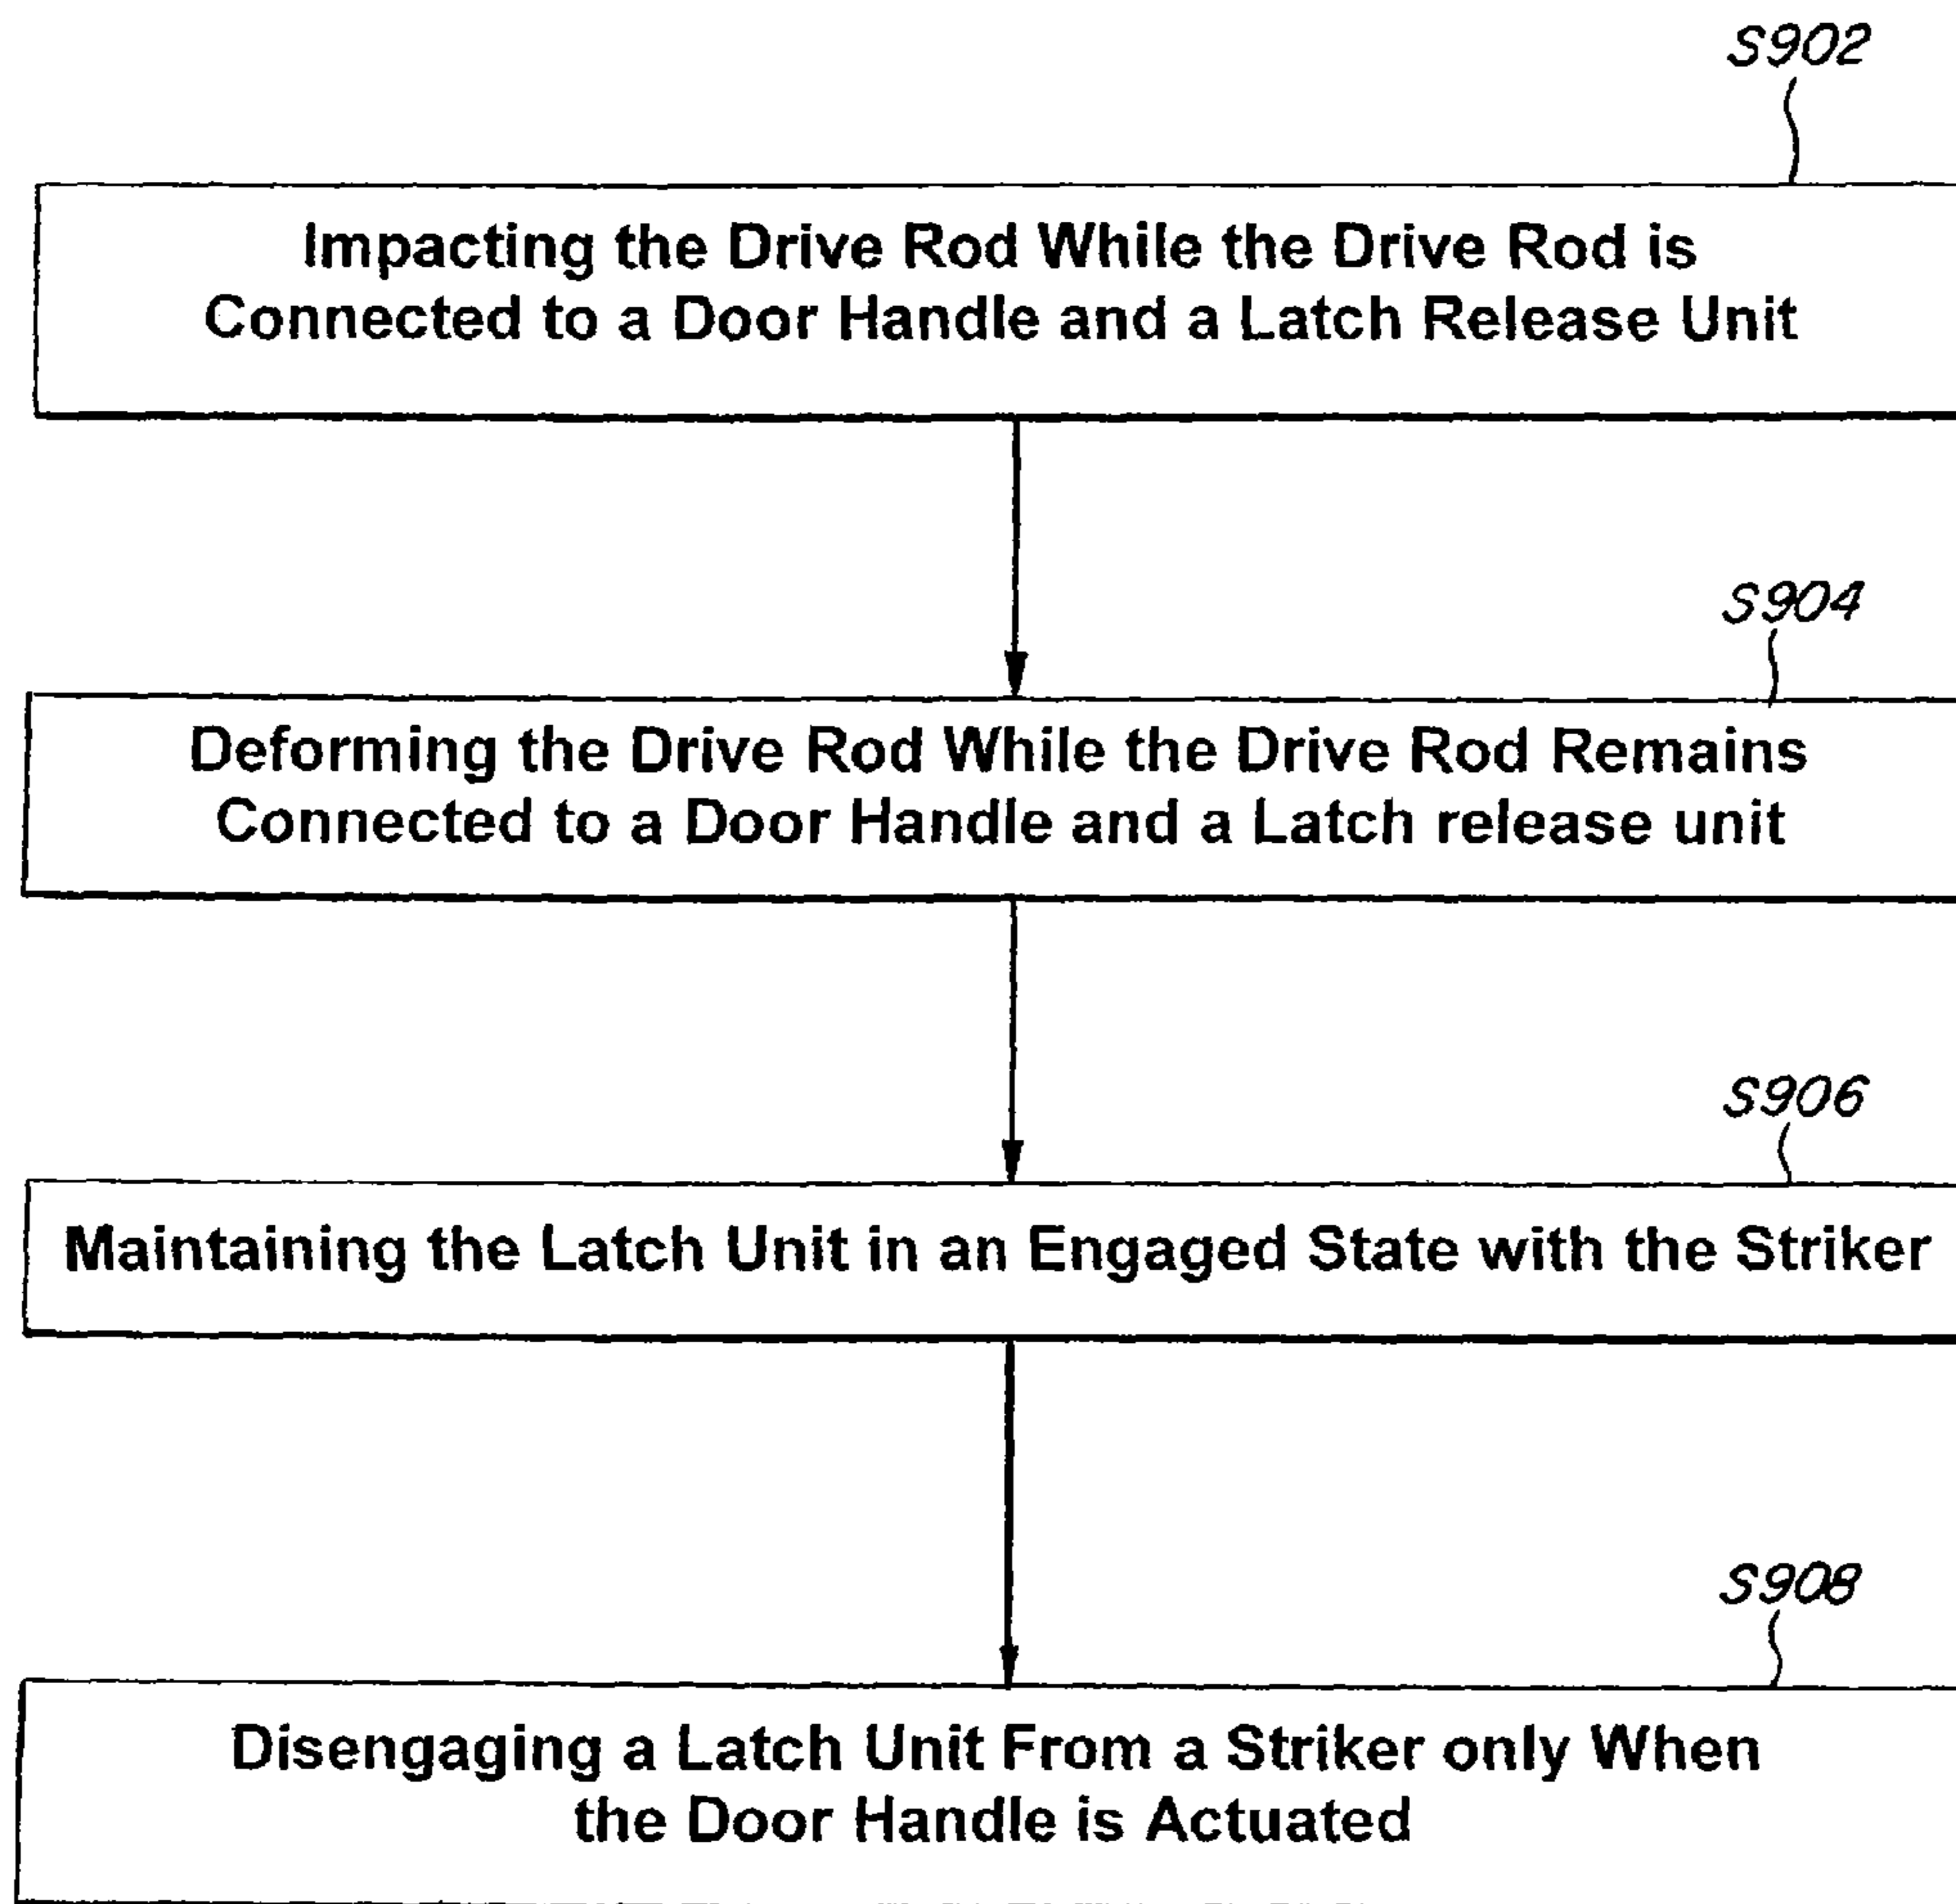 S902
Impacting the Drive Rod While the Drive Rod is
Connected to a Door Handle and a Latch Release Unit
S904
Deforming the Drive Rod While the Drive Rod Remains
Connected to a Door Handle and a Latch release unit
S906
Maintaining the Latch Unit in an Engaged State with the Striker
S908
Disengaging a Latch Unit From a Striker only When
the Door Handle is Actuated